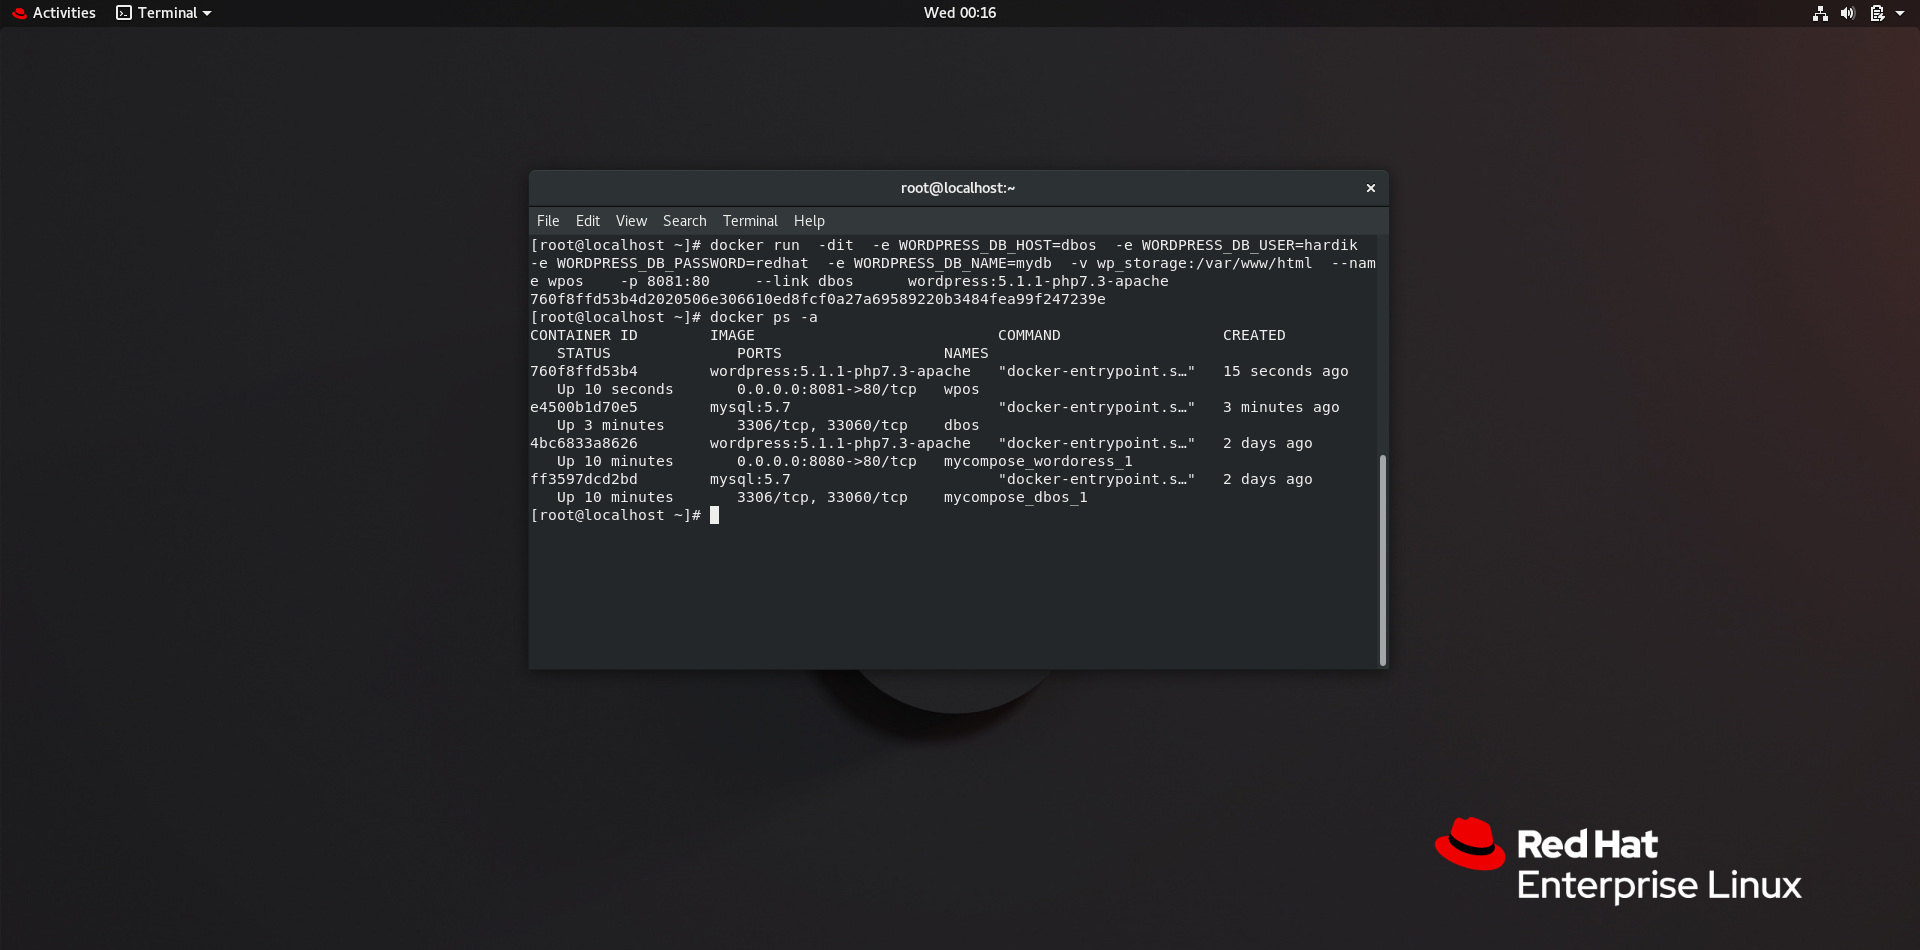 Activities Terminal Wed 00:16
root@localhost:~
File Edit View Search Terminal Help
[root@localhost ~]# docker run  -dit  -e WORDPRESS_DB_HOST=dbos  -e WORDPRESS_DB_USER=hardik
-e WORDPRESS_DB_PASSWORD=redhat  -e WORDPRESS_DB_NAME=mydb  -v wp_storage:/var/www/html  --nam
e wpos    -p 8081:80     --link dbos      wordpress:5.1.1-php7.3-apache
760f8ffd53b4d2020506e306610ed8fcf0a27a69589220b3484fea99f247239e
[root@localhost ~]# docker ps -a
CONTAINER ID        IMAGE                           COMMAND                  CREATED
   STATUS              PORTS                  NAMES
760f8ffd53b4        wordpress:5.1.1-php7.3-apache   "docker-entrypoint.s…"   15 seconds ago
   Up 10 seconds       0.0.0.0:8081->80/tcp   wpos
e4500b1d70e5        mysql:5.7                       "docker-entrypoint.s…"   3 minutes ago
   Up 3 minutes        3306/tcp, 33060/tcp    dbos
4bc6833a8626        wordpress:5.1.1-php7.3-apache   "docker-entrypoint.s…"   2 days ago
   Up 10 minutes       0.0.0.0:8080->80/tcp   mycompose_wordoress_1
ff3597dcd2bd        mysql:5.7                       "docker-entrypoint.s…"   2 days ago
   Up 10 minutes       3306/tcp, 33060/tcp    mycompose_dbos_1
[root@localhost ~]#
Red Hat
Enterprise Linux